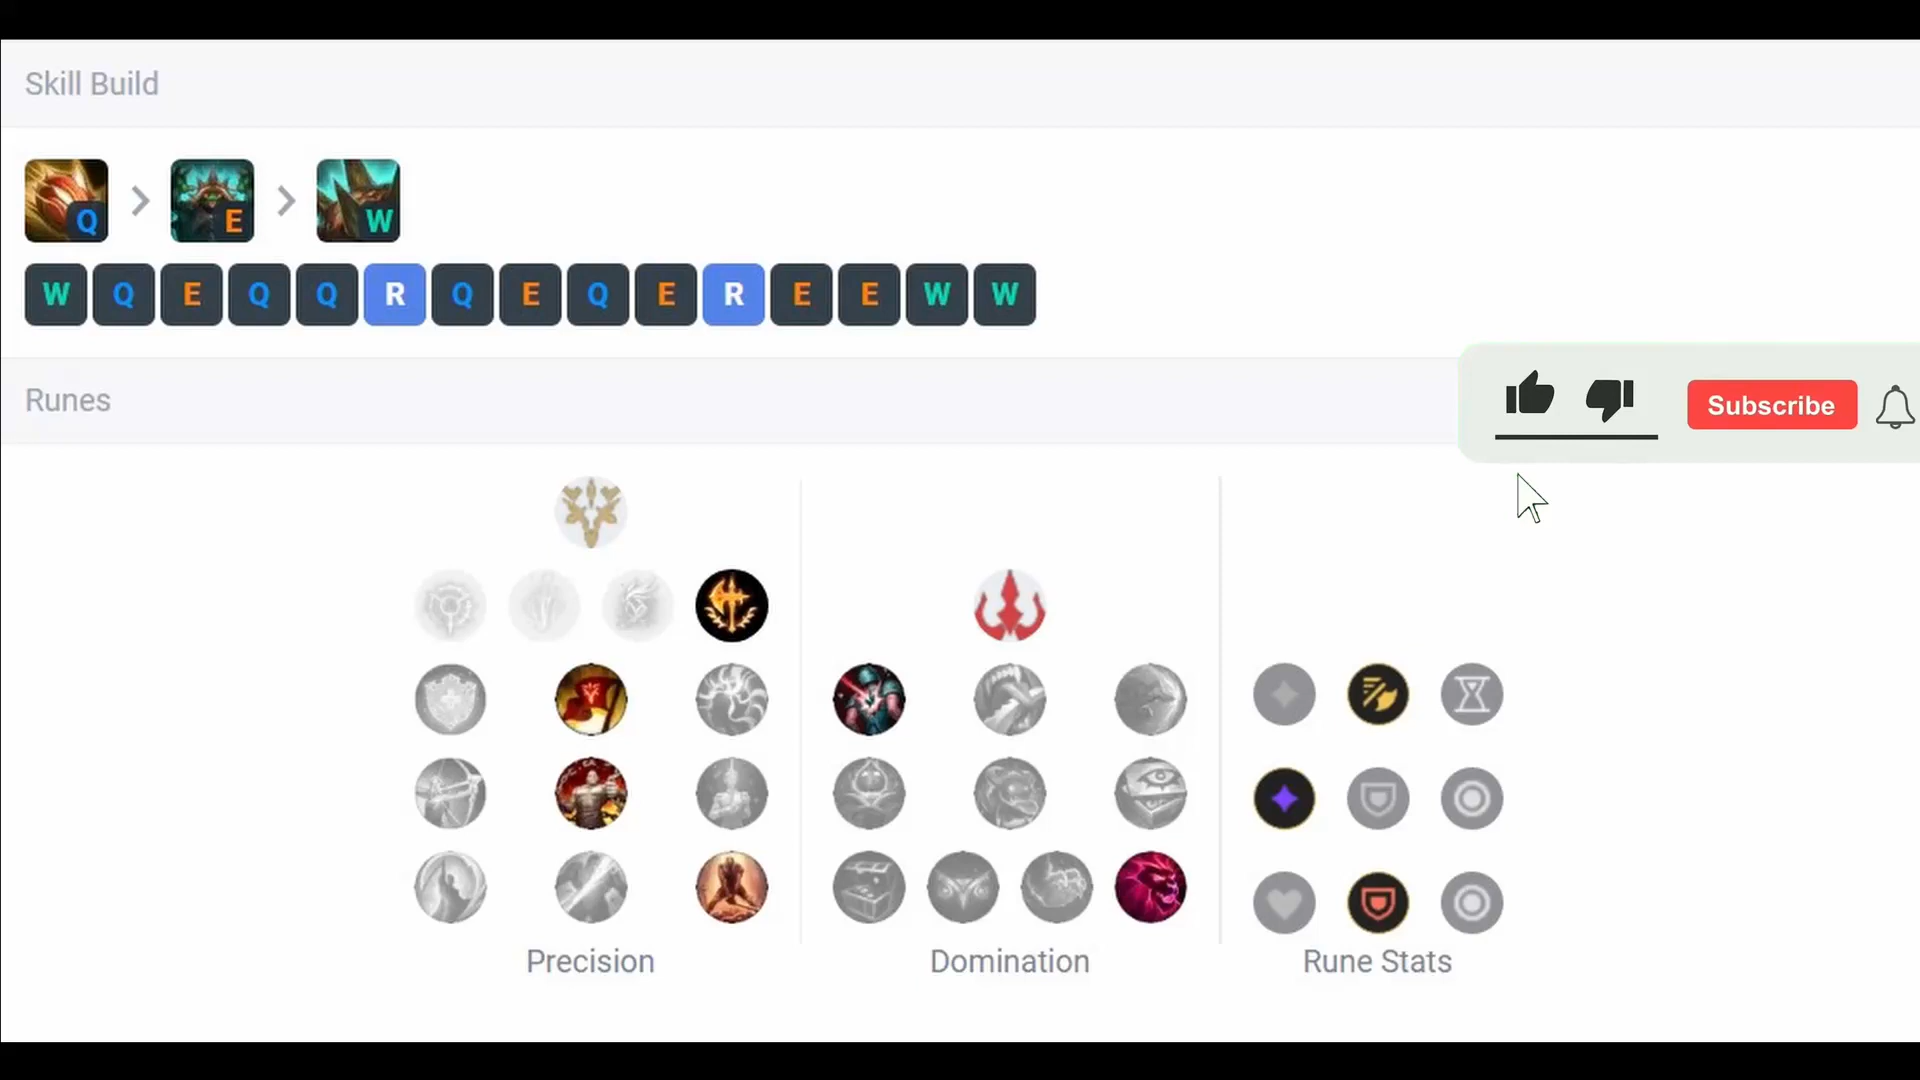 Skill Build
Q E W
W Q E Q Q R Q E Q E R E E W W
Runes
Subscribe
Precision Domination Rune Stats